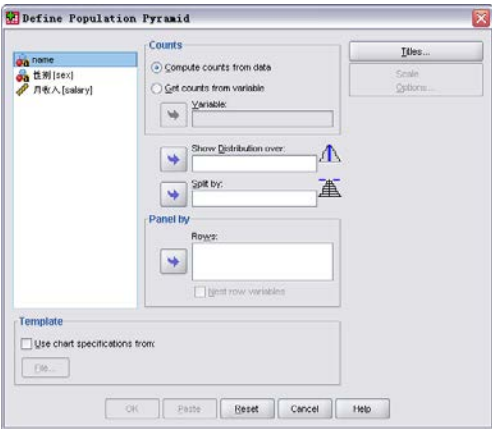 Define Population Pyramid
name
性别[sex]
月收入[salary]
Counts
Compute counts from data
Get counts from variable
Variable:
Show Distribution over:
Split by:
Panel by
Rows:
Nest row variables
Titles...
Scale
Options...
Template
Use chart specifications from:
File...
OK
Paste
Reset
Cancel
Help